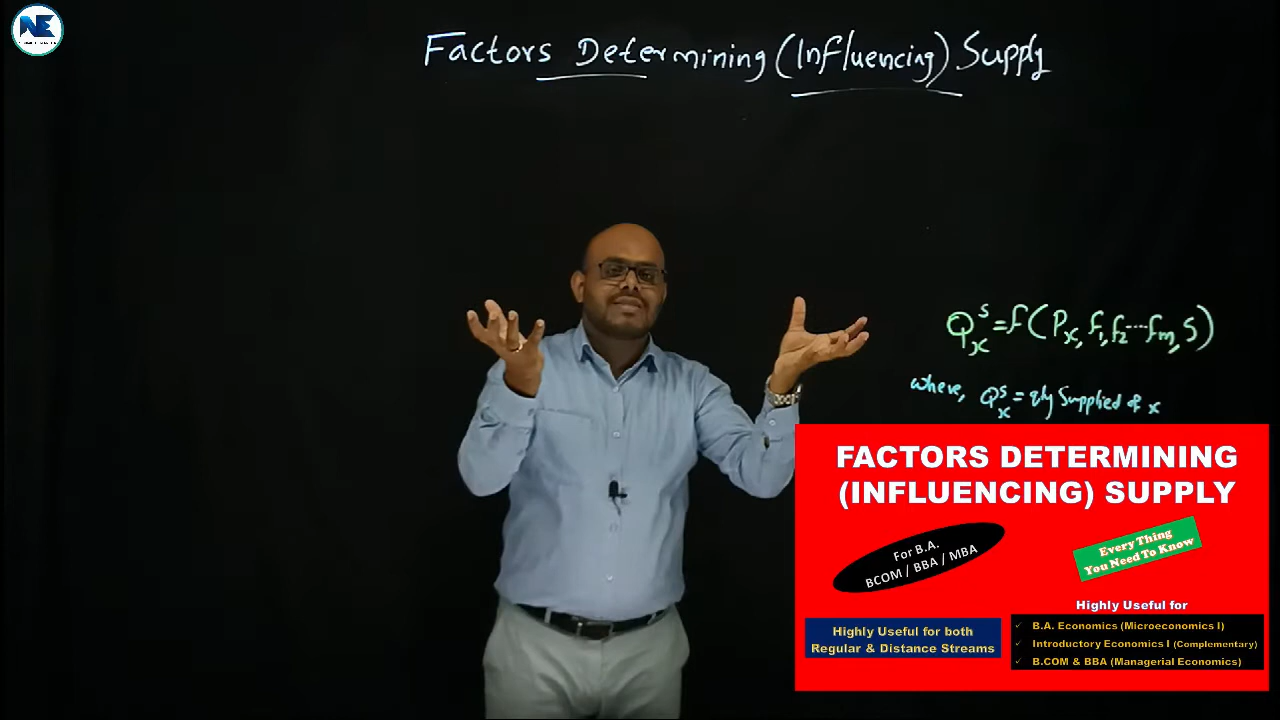 NE
Factors Determining (Influencing) Supply
Qxˢ = f(Px, f1, f2 ... fm, S)
where, Qxˢ = qty Supplied of x
FACTORS DETERMINING
(INFLUENCING) SUPPLY
For B.A.
BCOM / BBA / MBA
Every Thing
You Need To Know
Highly Useful for both
Regular & Distance Streams
Highly Useful for
✓ B.A. Economics (Microeconomics I)
✓ Introductory Economics I (Complementary)
✓ B.COM & BBA (Managerial Economics)